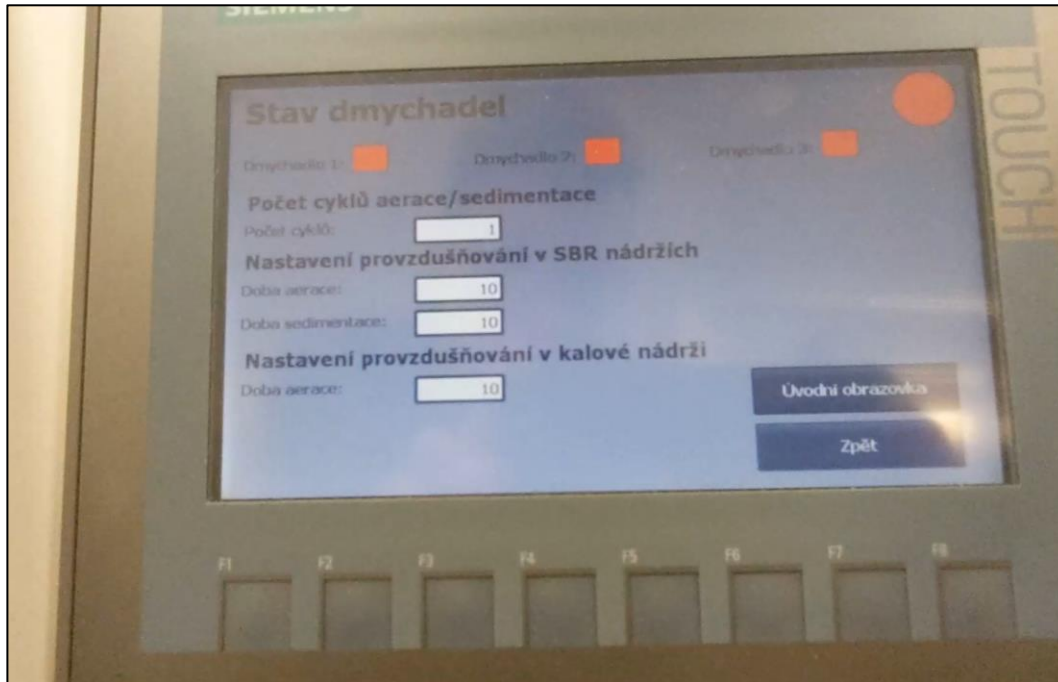 SIEMENS
TOUCH
Stav dmychadel
Dmychadlo 1: Dmychadlo 2: Dmychadlo 3:
Počet cyklů aerace/sedimentace
Počet cyklů: 1
Nastavení provzdušňování v SBR nádržích
Doba aerace: 10
Doba sedimentace: 10
Nastavení provzdušňování v kalové nádrži
Doba aerace: 10
Úvodní obrazovka
Zpět
F1 F2 F3 F4 F5 F6 F7 F8